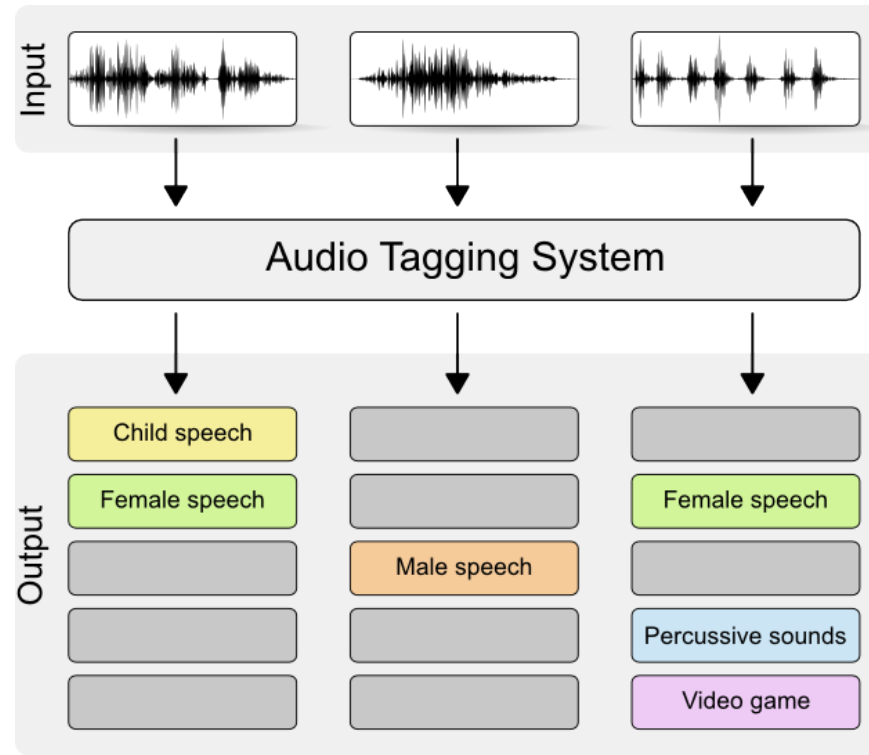 Input
Audio Tagging System
Output
Child speech
Female speech
Female speech
Male speech
Percussive sounds
Video game